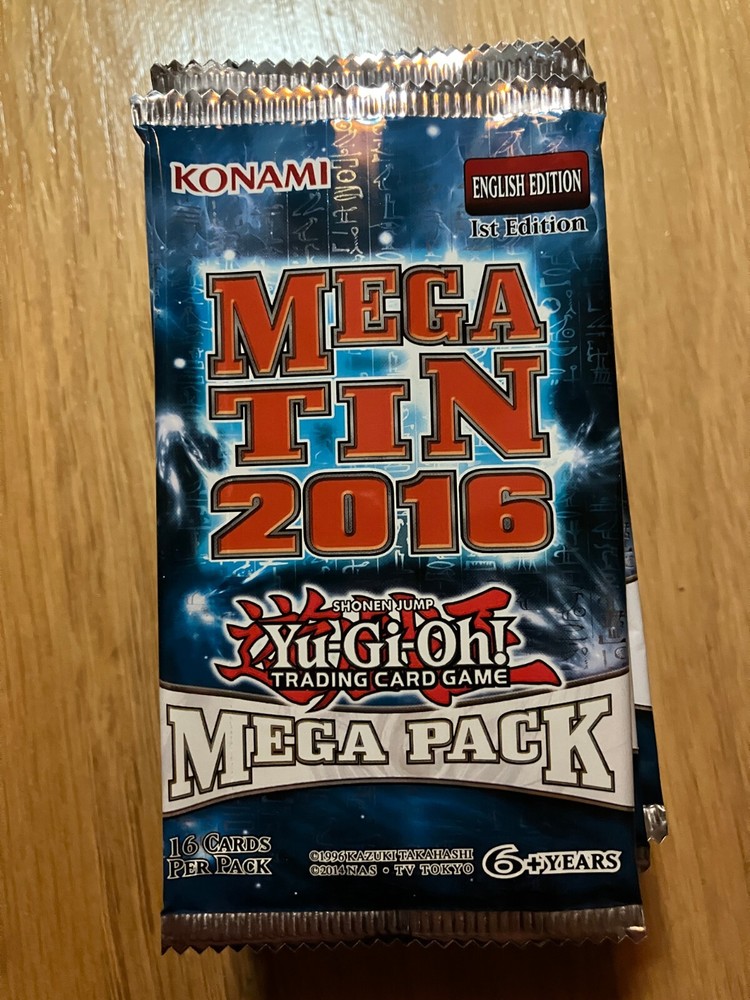 KONAMI
ENGLISH EDITION
1st Edition
MEGA
TIN
2016
SHONEN JUMP
Yu-Gi-Oh!
TRADING CARD GAME
MEGA PACK
16 CARDS
PER PACK
©1996 KAZUKI TAKAHASHI
©2014 NAS • TV TOKYO
6+YEARS